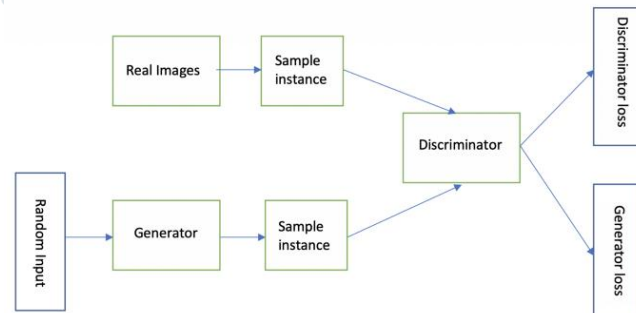 Real Images
Sample
instance
Discriminator
Discriminator loss
Random Input
Generator
Sample
instance
Generator loss